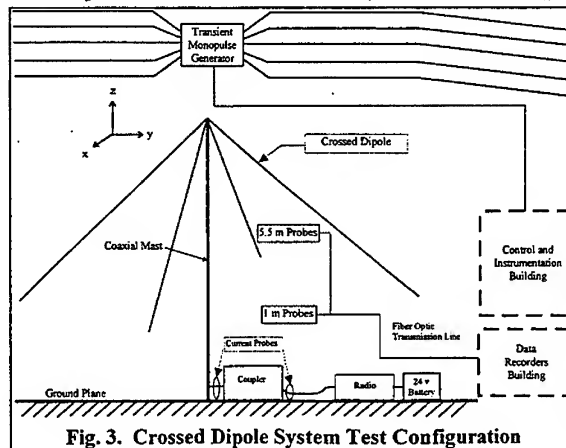 Transient
Monopulse
Generator
z
y
x
Crossed Dipole
Coaxial Mast
5.5 m Probes
1 m Probes
Control and
Instrumentation
Building
Fiber Optic
Transmission Line
Data
Recorders
Building
Current Probes
Coupler
Radio
24 v
Battery
Ground Plane
Fig. 3. Crossed Dipole System Test Configuration